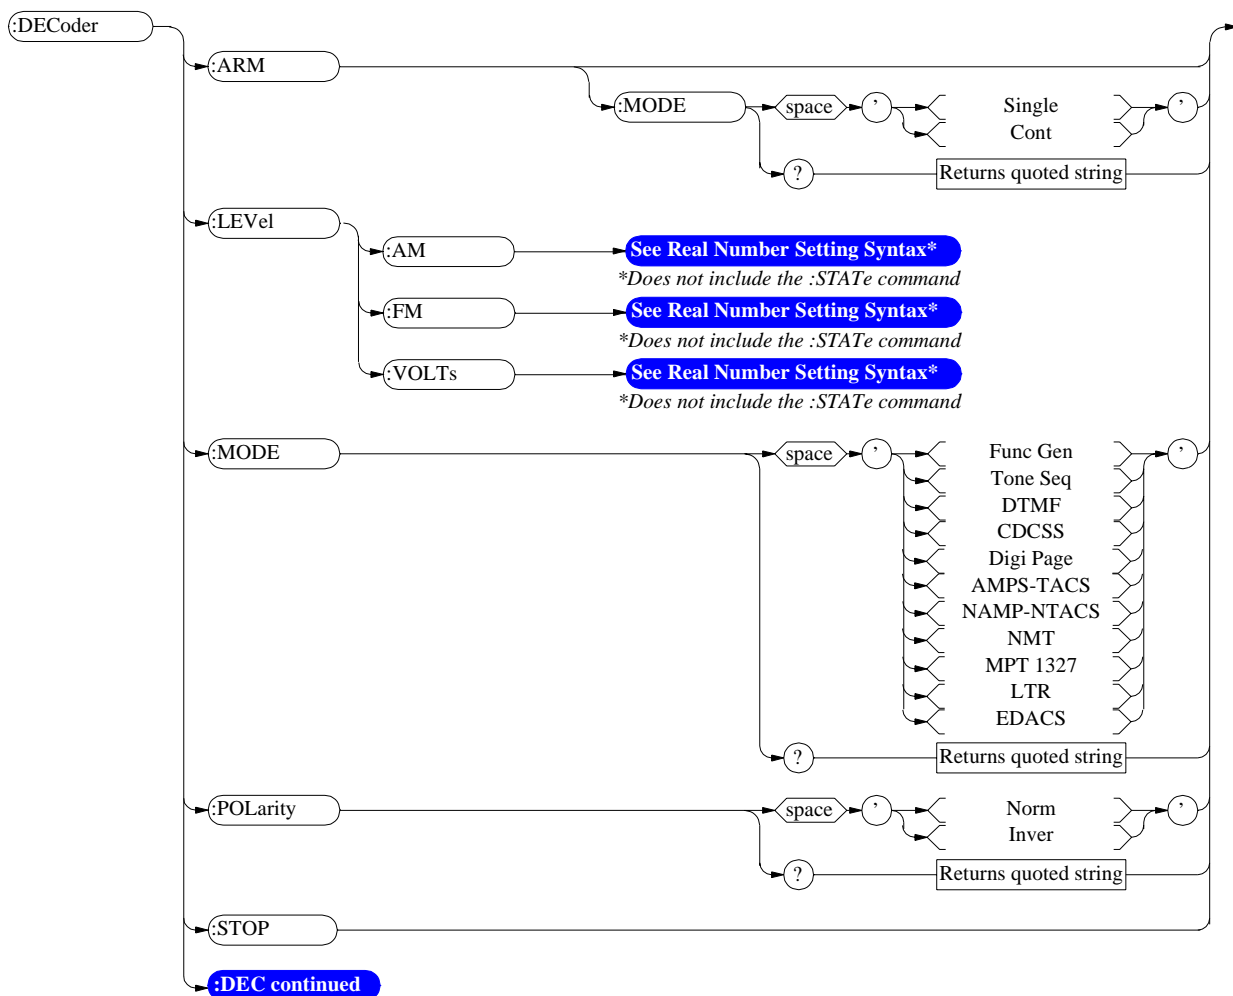 :DECoder
:ARM
:MODE space ' Single '
Cont
? Returns quoted string
:LEVel
:AM See Real Number Setting Syntax*
*Does not include the :STATe command
:FM See Real Number Setting Syntax*
*Does not include the :STATe command
:VOLTs See Real Number Setting Syntax*
*Does not include the :STATe command
:MODE space ' Func Gen '
Tone Seq
DTMF
CDCSS
Digi Page
AMPS-TACS
NAMP-NTACS
NMT
MPT 1327
LTR
EDACS
? Returns quoted string
:POLarity space ' Norm '
Inver
? Returns quoted string
:STOP
:DEC continued